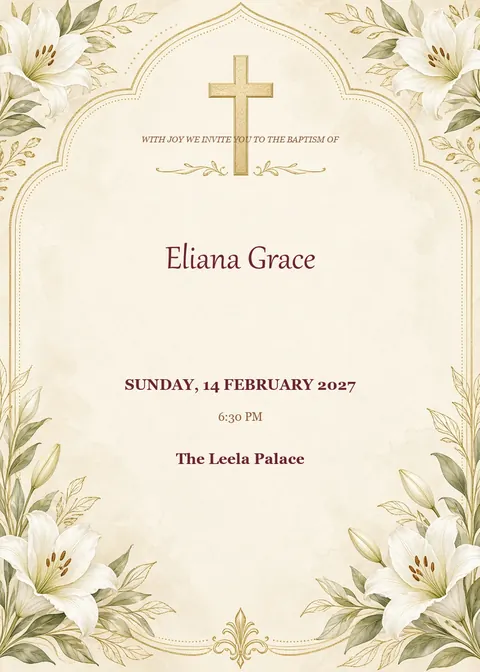 WITH JOY WE INVITE YOU TO THE BAPTISM OF
Eliana Grace
SUNDAY, 14 FEBRUARY 2027
6:30 PM
The Leela Palace